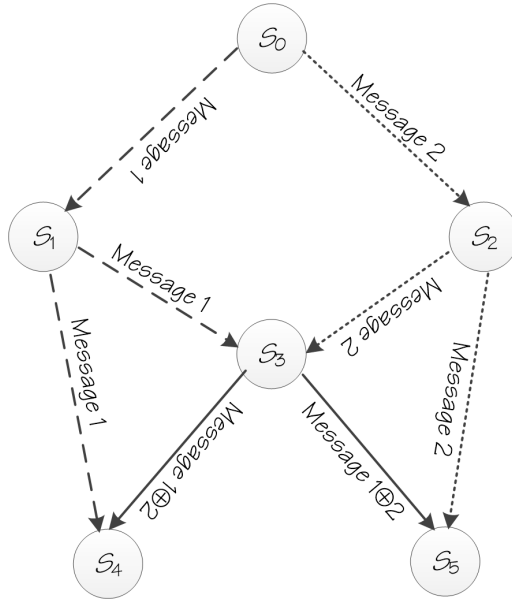 S0
Message 1
Message 2
S1
S2
Message 1
Messsage 2
S3
Message 1
Message 2
Message 1⊕2
Message 1⊕2
S4
S5